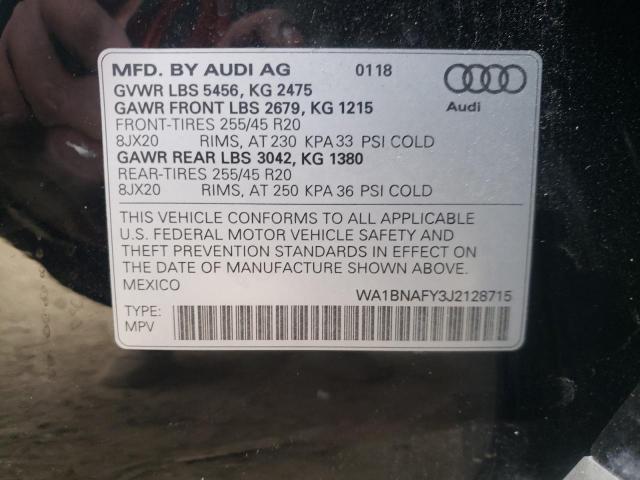 MFD. BY AUDI AG 0118
GVWR LBS 5456, KG 2475
GAWR FRONT LBS 2679, KG 1215
Audi
FRONT-TIRES 255/45 R20
8JX20 RIMS, AT 230 KPA 33 PSI COLD
GAWR REAR LBS 3042, KG 1380
REAR-TIRES 255/45 R20
8JX20 RIMS, AT 250 KPA 36 PSI COLD
THIS VEHICLE CONFORMS TO ALL APPLICABLE
U.S. FEDERAL MOTOR VEHICLE SAFETY AND
THEFT PREVENTION STANDARDS IN EFFECT ON
THE DATE OF MANUFACTURE SHOWN ABOVE.
MEXICO
WA1BNAFY3J2128715
TYPE:
MPV